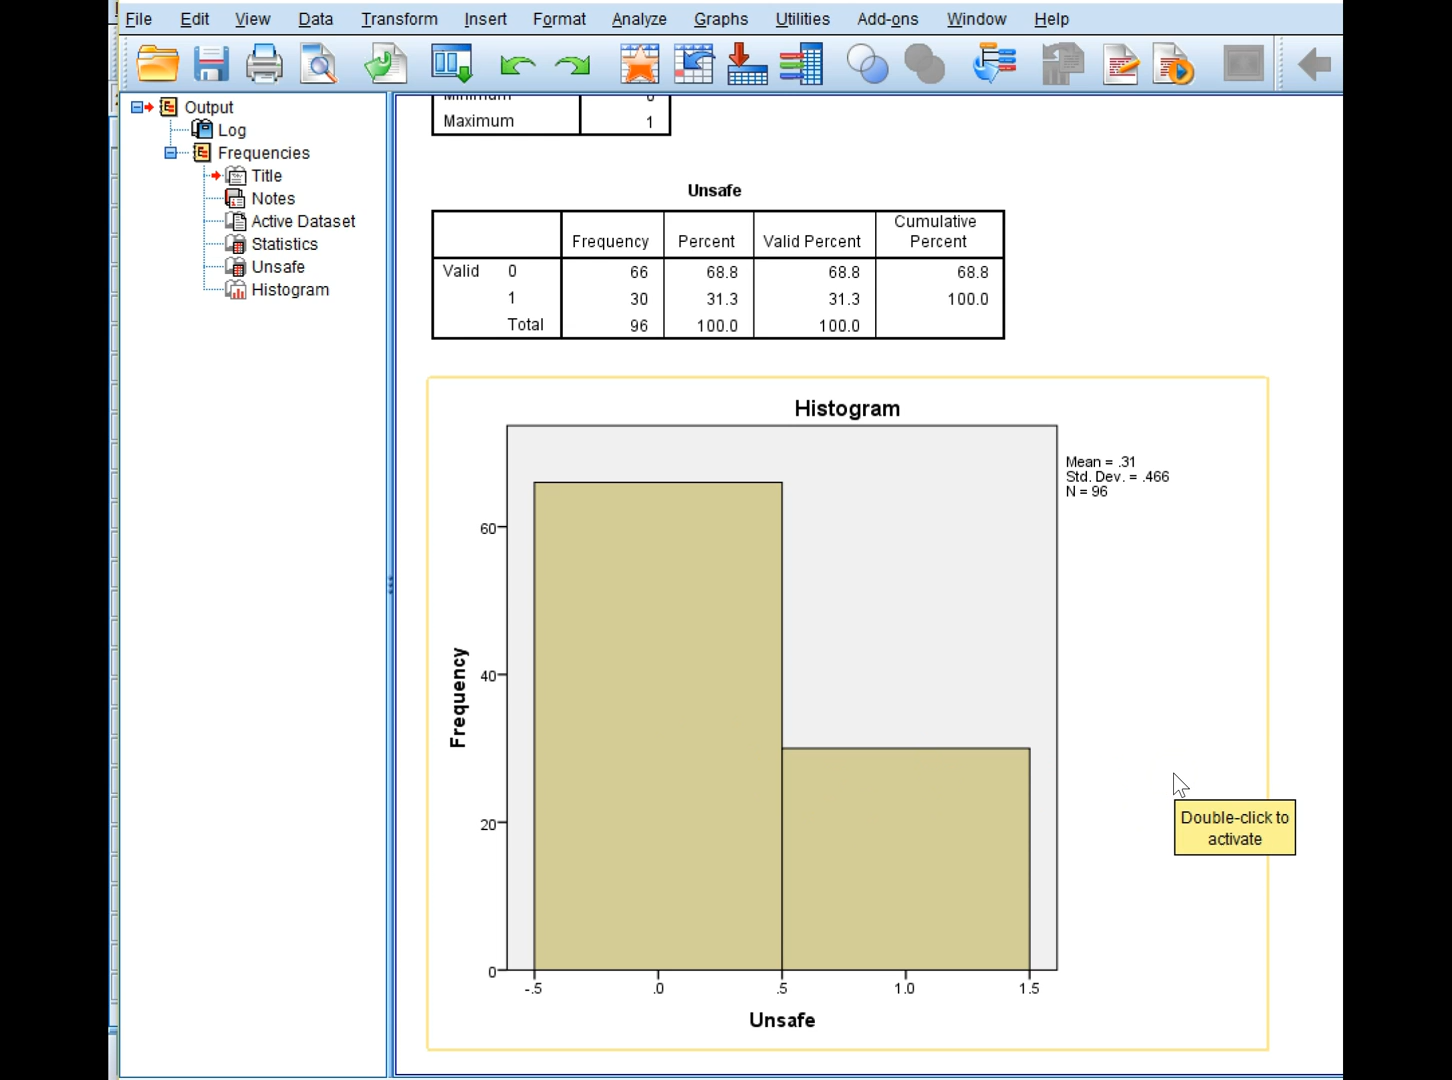 File Edit View Data Transform Insert Format Analyze Graphs Utilities Add-ons Window Help
Output
Log
Frequencies
Title
Notes
Active Dataset
Statistics
Unsafe
Histogram
Minimum 0
Maximum 1
Unsafe
Frequency Percent Valid Percent Cumulative Percent
Valid 0 66 68.8 68.8 68.8
1 30 31.3 31.3 100.0
Total 96 100.0 100.0
Histogram
Mean = .31
Std. Dev. = .466
N = 96
Frequency
60
40
20
0
-.5 .0 .5 1.0 1.5
Unsafe
Double-click to
activate